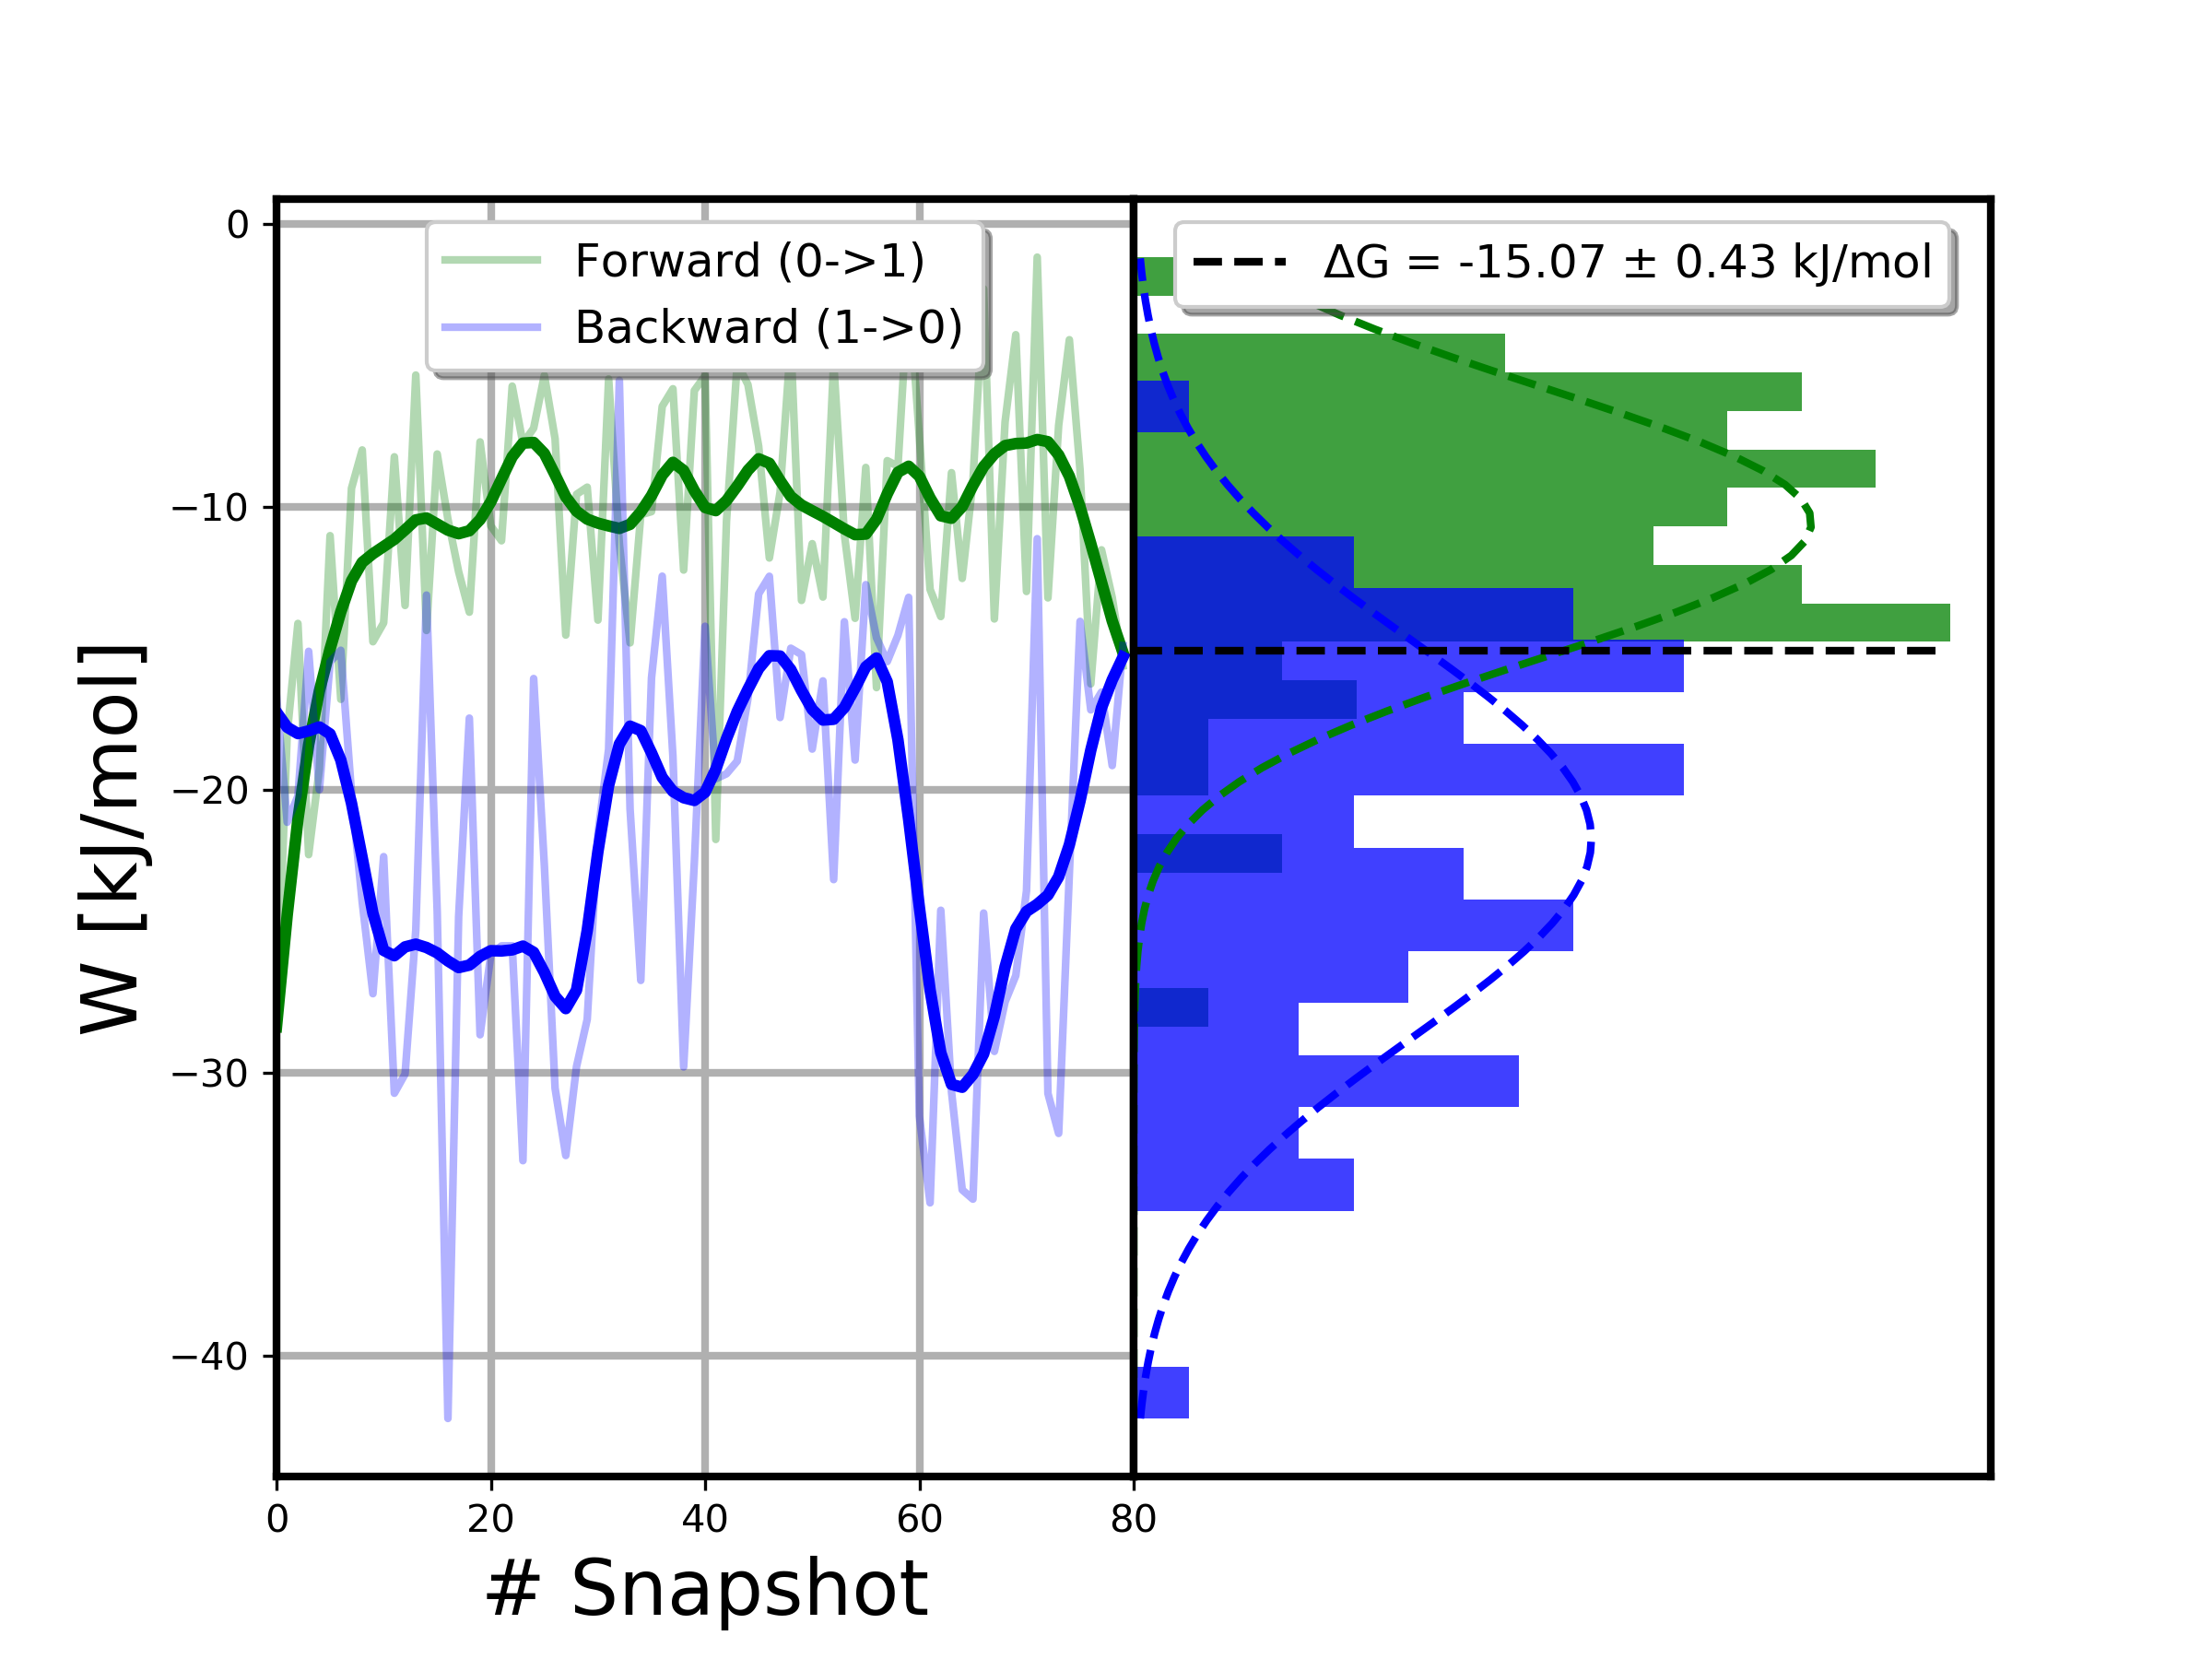 Forward (0->1)
Backward (1->0)
ΔG = -15.07 ± 0.43 kJ/mol
W [kJ/mol]
0
−10
−20
−30
−40
0 20 40 60 80
# Snapshot